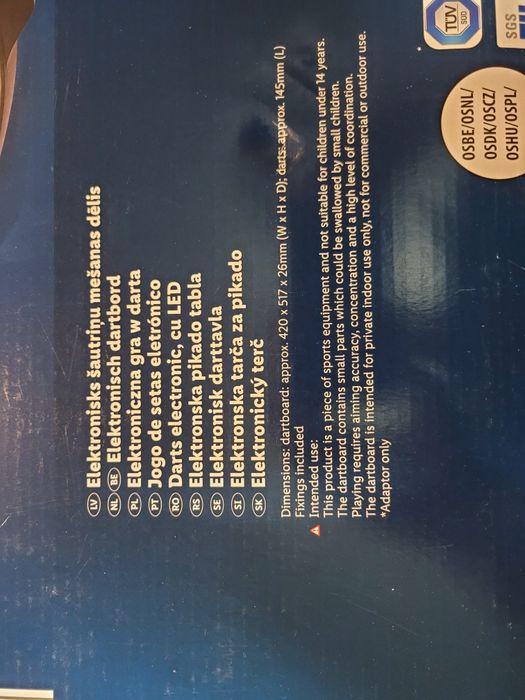 LV Elektronisks šautriņu mešanas dēlis
NL BE Elektronisch dartbord
PL Elektroniczna gra w darta
PT Jogo de setas eletrónico
RO Darts electronic, cu LED
RS Elektronska pikado tabla
SE Elektronisk darttavla
SI Elektronska tarča za pikado
SK Elektronický terč
Dimensions: dartboard: approx. 420 x 517 x 26mm (W x H x D); darts: approx. 145mm (L)
Fixings included
Intended use:
This product is a piece of sports equipment and not suitable for children under 14 years.
The dartboard contains small parts which could be swallowed by small children.
Playing requires aiming accuracy, concentration and a high level of coordination.
The dartboard is intended for private indoor use only, not for commercial or outdoor use.
*Adaptor only
*
TÜV
SÜD
SGS
OSBE/OSNL/
OSDK/OSCZ/
OSHU/OSPL/